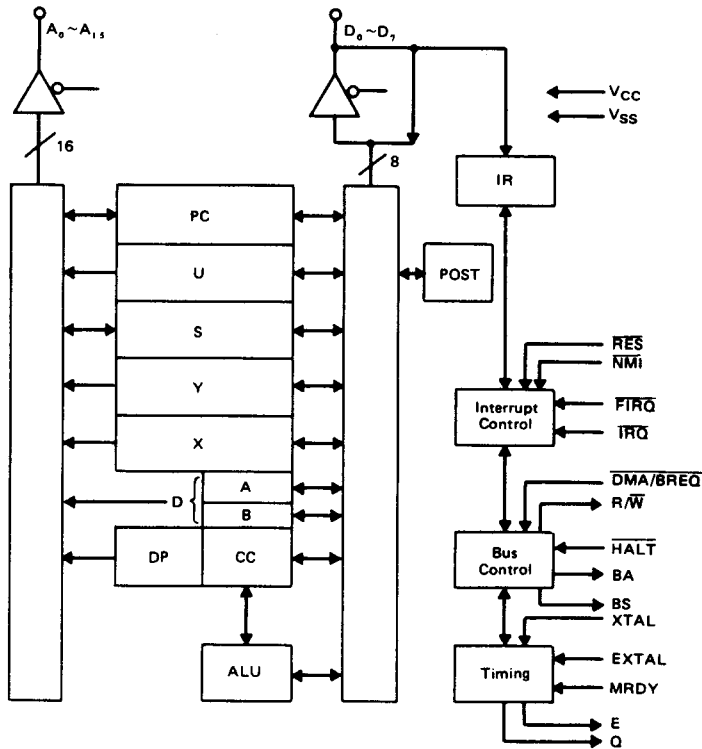 A₀~A₁₅
D₀~D₇
VCC
VSS
16
8
IR
PC
U
POST
S
RES
NMI
Y
Interrupt
Control
FIRQ
IRQ
X
A
D {
B
DMA/BREQ
R/W
DP
CC
Bus
Control
HALT
BA
BS
XTAL
ALU
Timing
EXTAL
MRDY
E
Q